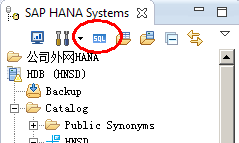 SAP HANA Systems
SQL
公司外网HANA
HDB (HNSD)
Backup
Catalog
Public Synonyms
HNSD